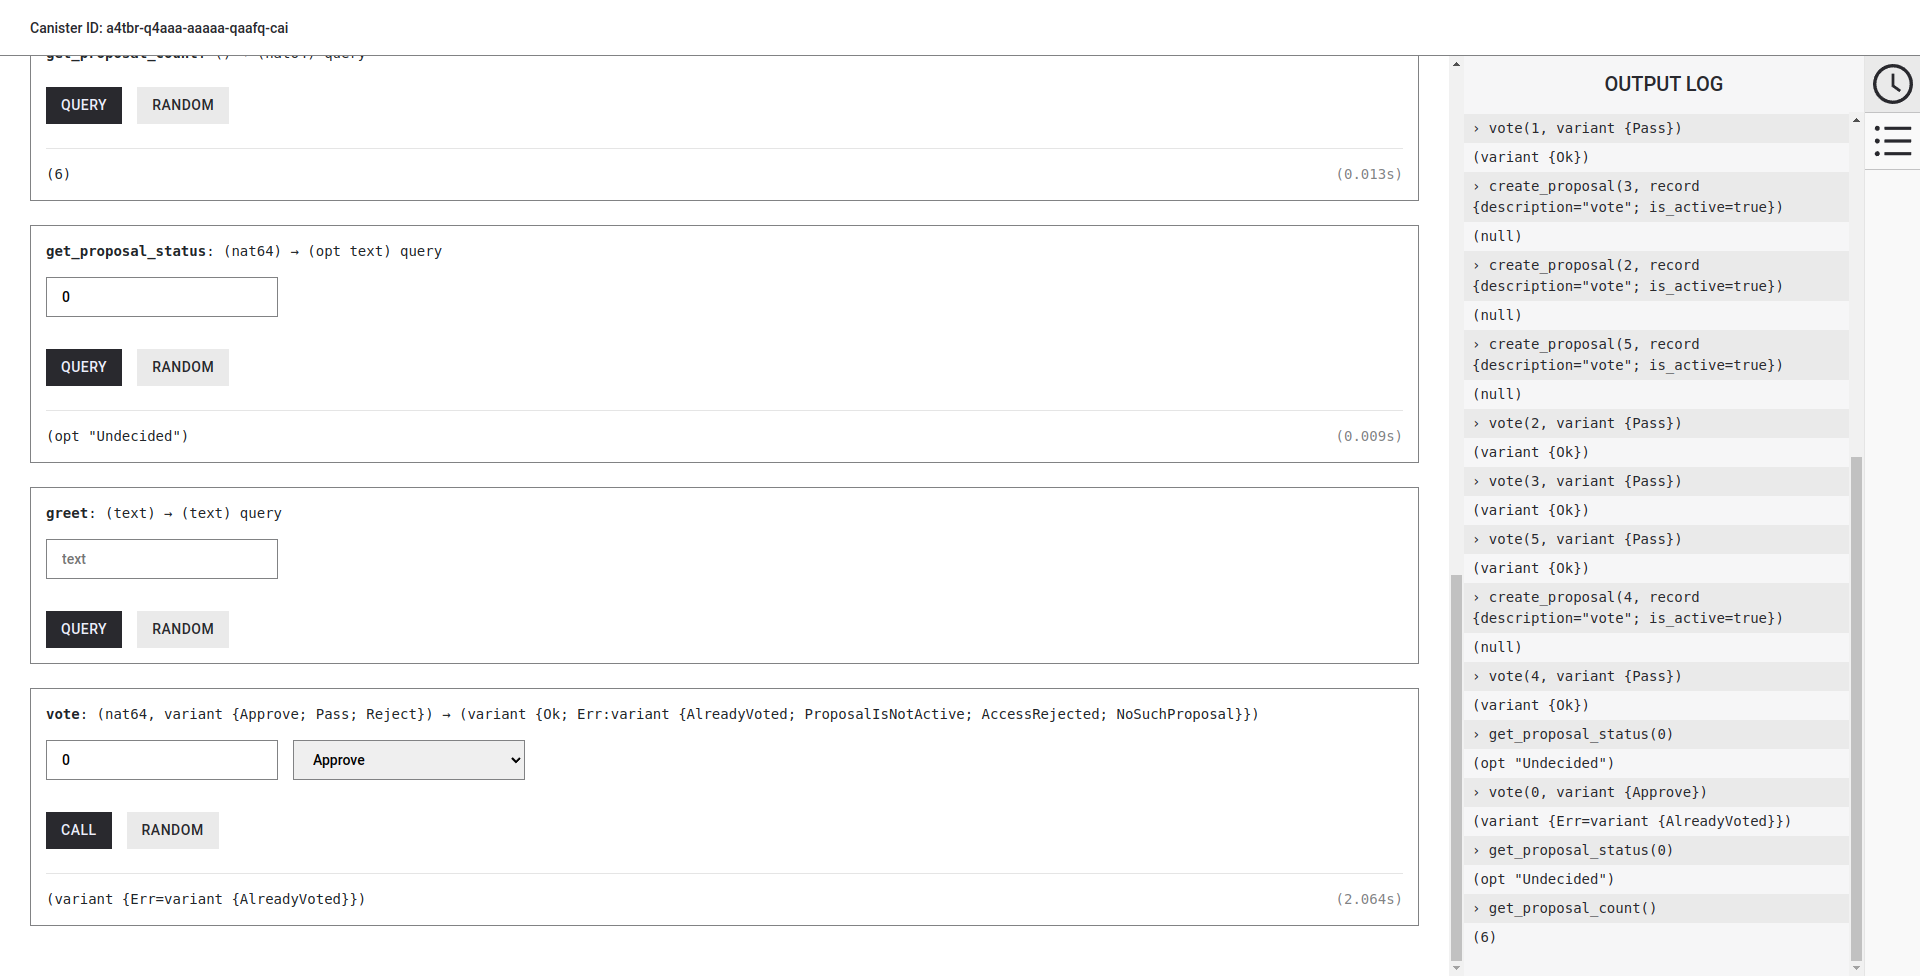 Canister ID: a4tbr-q4aaa-aaaaa-qaafq-cai
get_proposal_count: () → (nat64) query
QUERY
RANDOM
(6)
(0.013s)
get_proposal_status: (nat64) → (opt text) query
0
QUERY
RANDOM
(opt "Undecided")
(0.009s)
greet: (text) → (text) query
text
QUERY
RANDOM
vote: (nat64, variant {Approve; Pass; Reject}) → (variant {Ok; Err:variant {AlreadyVoted; ProposalIsNotActive; AccessRejected; NoSuchProposal}})
0
Approve
CALL
RANDOM
(variant {Err=variant {AlreadyVoted}})
(2.064s)
OUTPUT LOG
› vote(1, variant {Pass})
(variant {Ok})
› create_proposal(3, record
{description="vote"; is_active=true})
(null)
› create_proposal(2, record
{description="vote"; is_active=true})
(null)
› create_proposal(5, record
{description="vote"; is_active=true})
(null)
› vote(2, variant {Pass})
(variant {Ok})
› vote(3, variant {Pass})
(variant {Ok})
› vote(5, variant {Pass})
(variant {Ok})
› create_proposal(4, record
{description="vote"; is_active=true})
(null)
› vote(4, variant {Pass})
(variant {Ok})
› get_proposal_status(0)
(opt "Undecided")
› vote(0, variant {Approve})
(variant {Err=variant {AlreadyVoted}})
› get_proposal_status(0)
(opt "Undecided")
› get_proposal_count()
(6)